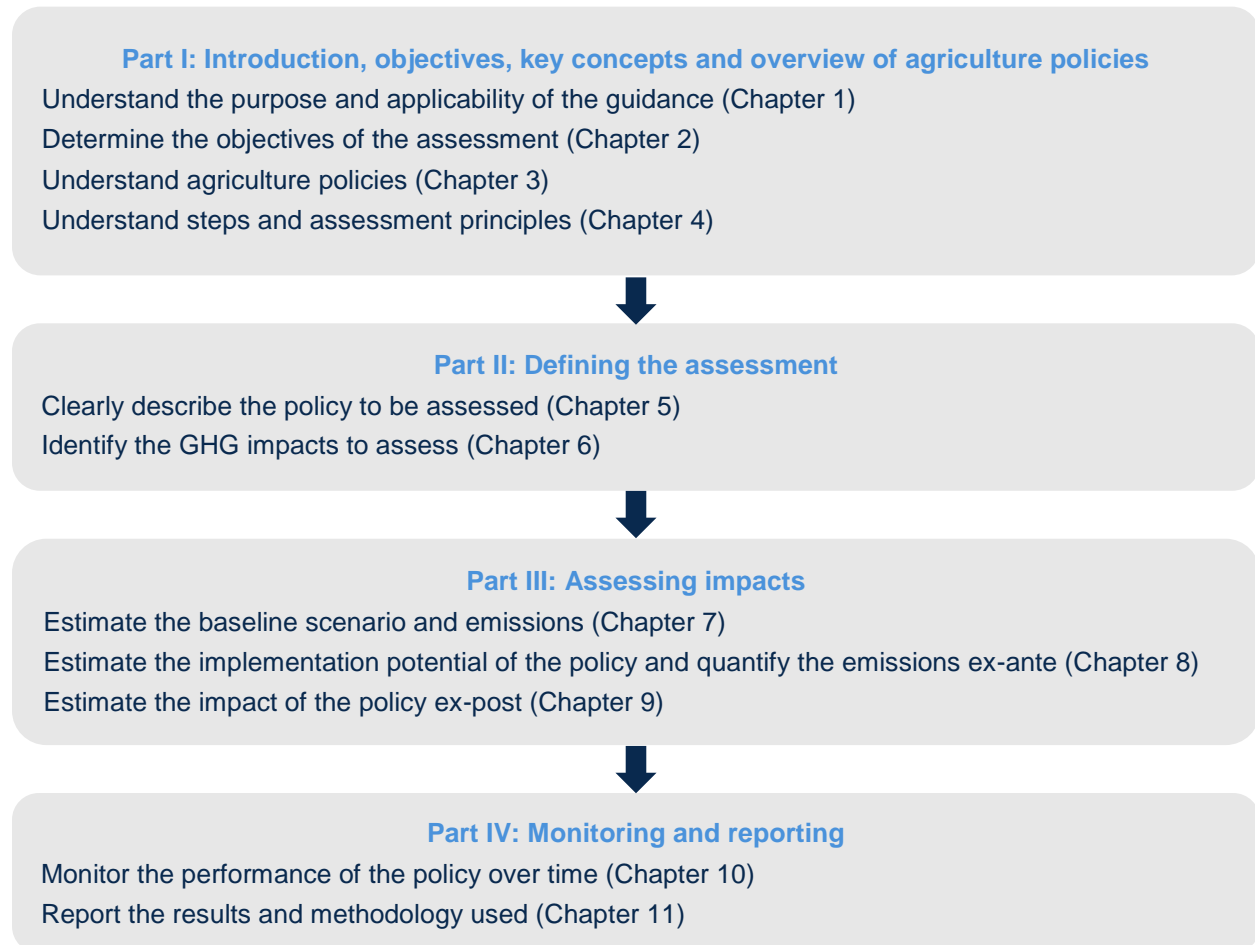 Part I: Introduction, objectives, key concepts and overview of agriculture policies
Understand the purpose and applicability of the guidance (Chapter 1)
Determine the objectives of the assessment (Chapter 2)
Understand agriculture policies (Chapter 3)
Understand steps and assessment principles (Chapter 4)
Part II: Defining the assessment
Clearly describe the policy to be assessed (Chapter 5)
Identify the GHG impacts to assess (Chapter 6)
Part III: Assessing impacts
Estimate the baseline scenario and emissions (Chapter 7)
Estimate the implementation potential of the policy and quantify the emissions ex-ante (Chapter 8)
Estimate the impact of the policy ex-post (Chapter 9)
Part IV: Monitoring and reporting
Monitor the performance of the policy over time (Chapter 10)
Report the results and methodology used (Chapter 11)